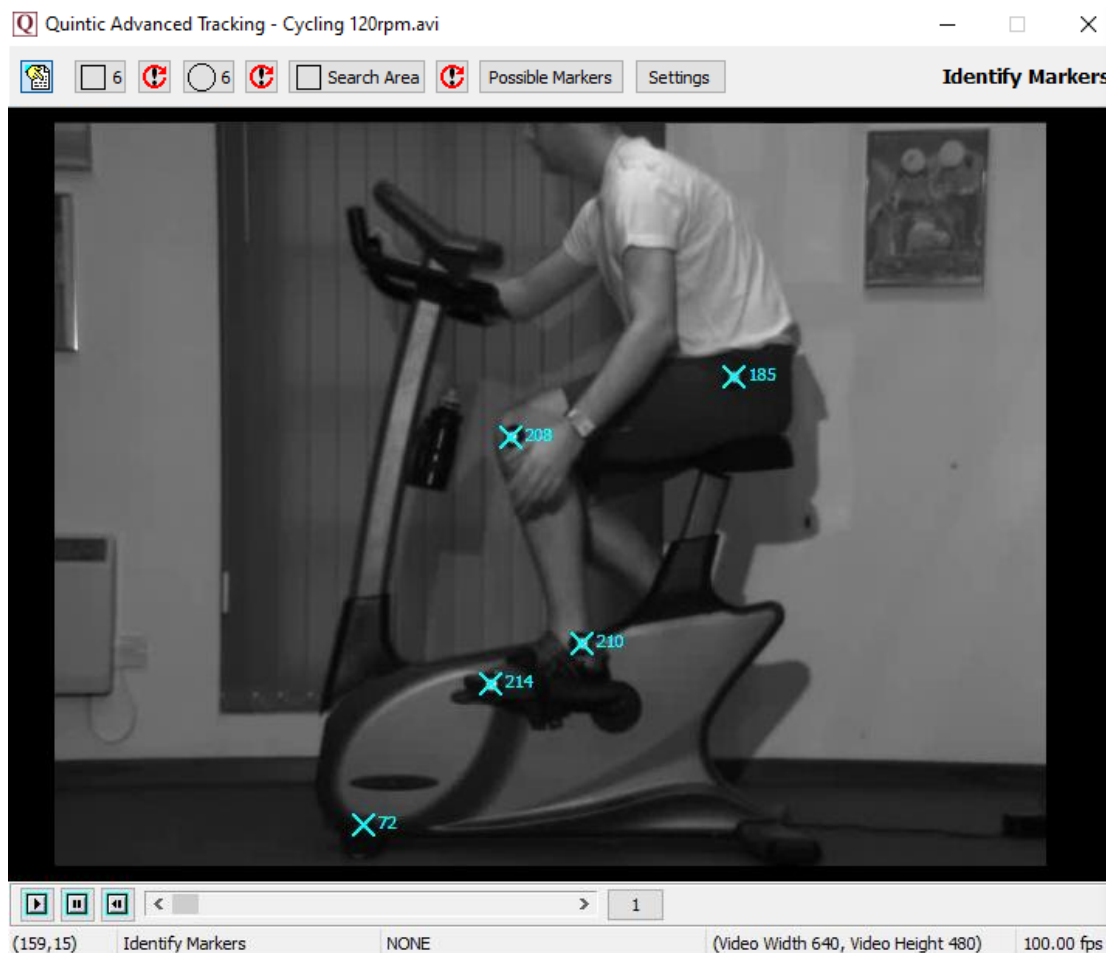 Quintic Advanced Tracking - Cycling 120rpm.avi
6 6 Search Area Possible Markers Settings Identify Markers
185
208
210
214
72
1
(159,15) Identify Markers NONE (Video Width 640, Video Height 480) 100.00 fps